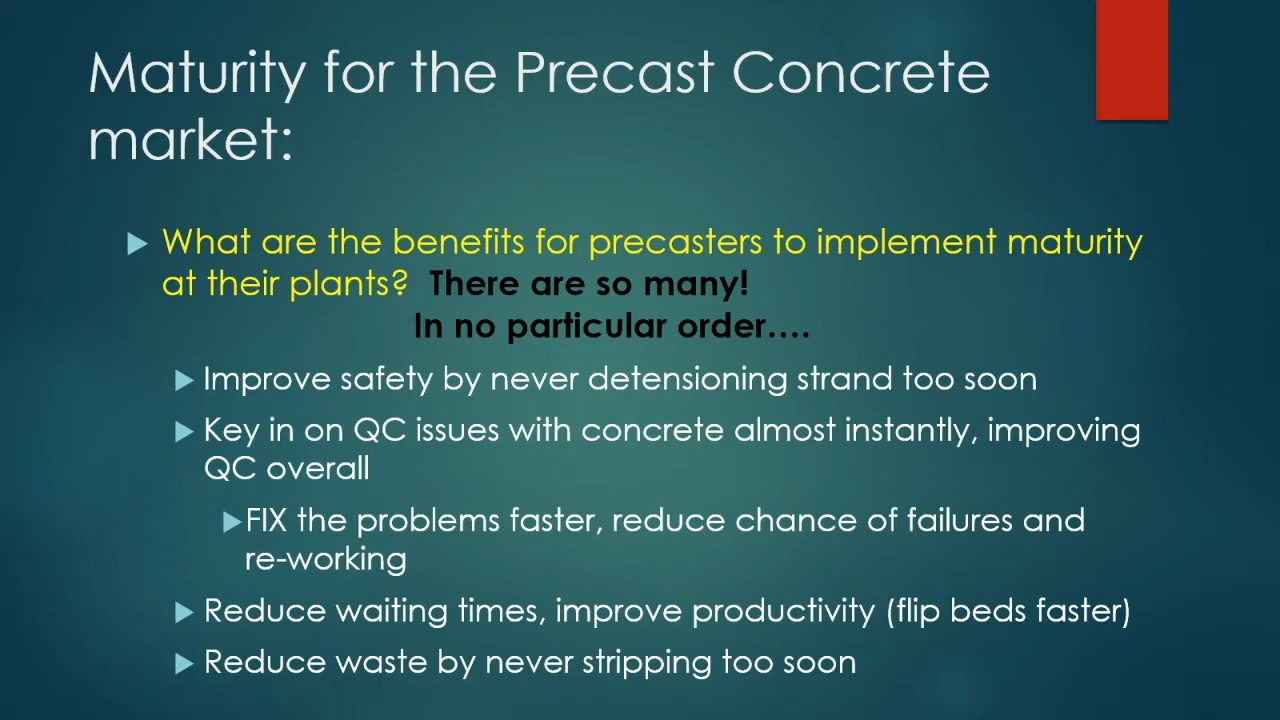 Maturity for the Precast Concrete
market:
What are the benefits for precasters to implement maturity
at their plants? There are so many!
In no particular order....
Improve safety by never detensioning strand too soon
Key in on QC issues with concrete almost instantly, improving
QC overall
FIX the problems faster, reduce chance of failures and
re-working
Reduce waiting times, improve productivity (flip beds faster)
Reduce waste by never stripping too soon